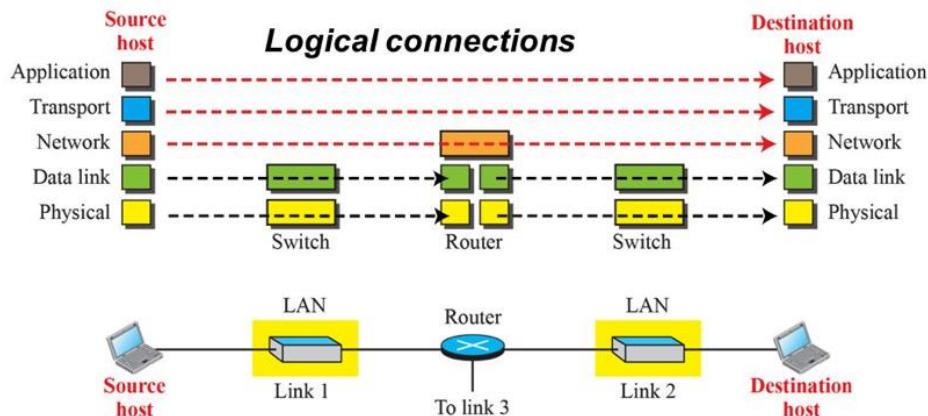 Source
host
Logical connections
Destination
host
Application
Application
Transport
Transport
Network
Network
Data link
Data link
Physical
Physical
Switch
Router
Switch
LAN
Router
LAN
Source
host
Link 1
To link 3
Link 2
Destination
host